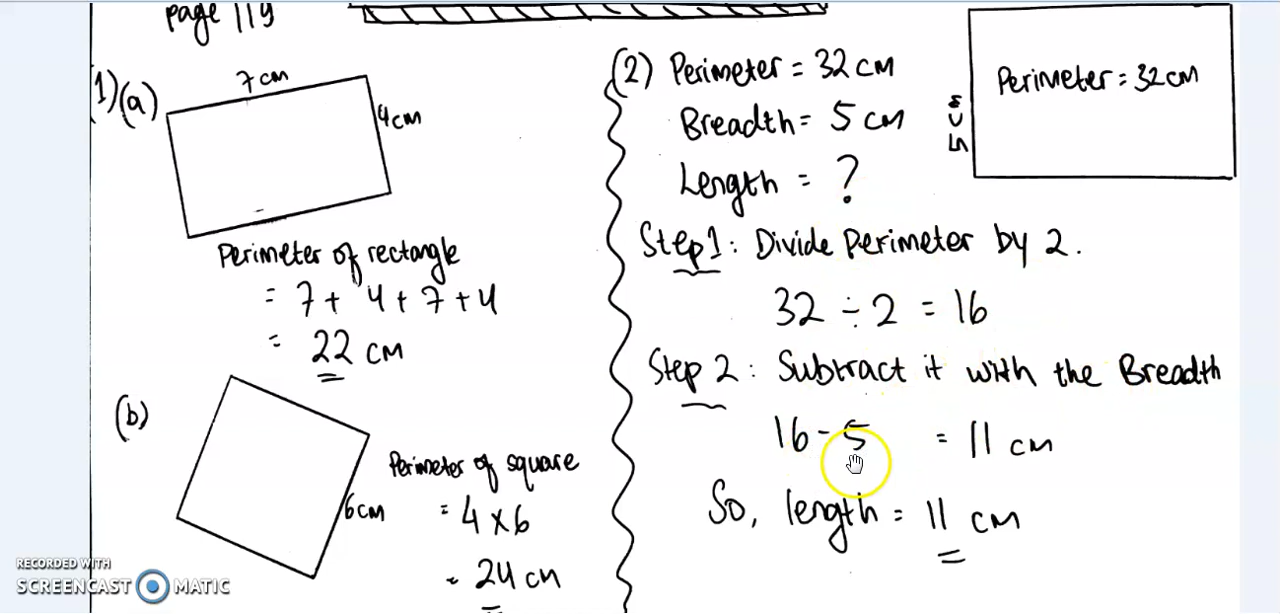 page 119
1)(a)
7 cm
4cm
Perimeter of rectangle
= 7 + 4 + 7 + 4
= 22 cm
(b)
6cm
Perimeter of square
= 4 × 6
= 24 cm
(2) Perimeter = 32 cm
Breadth = 5 cm
Length = ?
Perimeter = 32 cm
5 cm
Step 1: Divide Perimeter by 2.
32 ÷ 2 = 16
Step 2: Subtract it with the Breadth
16 - 5 = 11 cm
So, length = 11 cm
RECORDED WITH
SCREENCAST MATIC